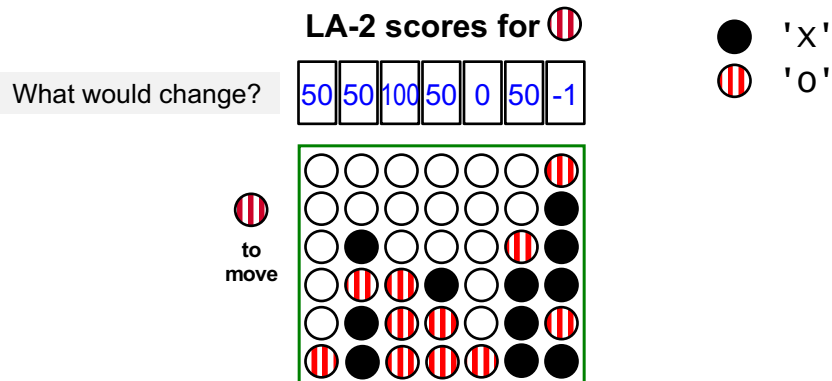 LA-2 scores for
'X'
'O'
What would change?
50 50 100 50 0 50 -1
to
move